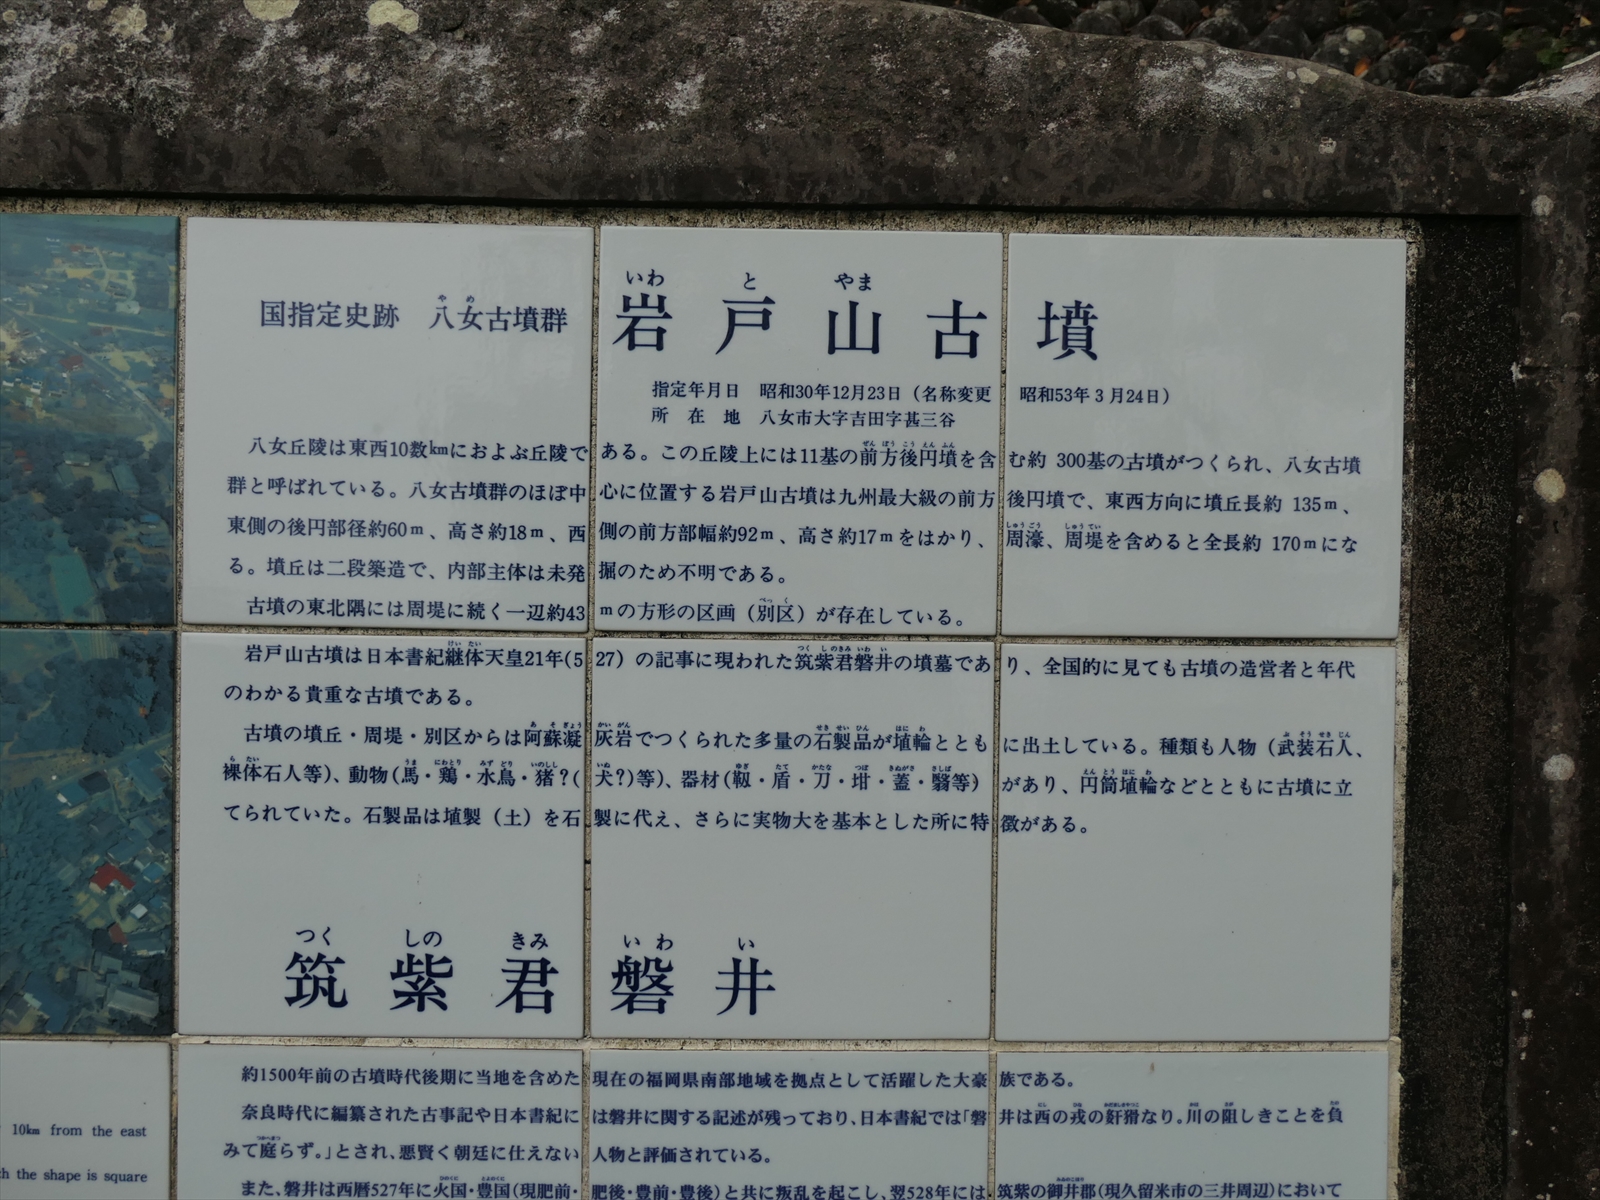 国指定史跡　八女古墳群　岩戸山古墳
指定年月日　昭和30年12月23日（名称変更　昭和53年3月24日）
所在地　八女市大字吉田字甚三谷
八女丘陵は東西10数㎞におよぶ丘陵である。この丘陵上には11基の前方後円墳を含む約300基の古墳がつくられ、八女古墳
群と呼ばれている。八女古墳群のほぼ中心に位置する岩戸山古墳は九州最大級の前方後円墳で、東西方向に墳丘長約135ｍ、
東側の後円部径約60ｍ、高さ約18ｍ、西側の前方部幅約92ｍ、高さ約17ｍをはかり、周濠、周堤を含めると全長約170ｍにな
る。墳丘は二段築造で、内部主体は未発掘のため不明である。
古墳の東北隅には周堤に続く一辺約43ｍの方形の区画（別区）が存在している。
岩戸山古墳は日本書紀継体天皇21年(527）の記事に現われた筑紫君磐井の墳墓であり、全国的に見ても古墳の造営者と年代
のわかる貴重な古墳である。
古墳の墳丘・周堤・別区からは阿蘇凝灰岩でつくられた多量の石製品が埴輪とともに出土している。種類も人物（武装石人、
裸体石人等）、動物（馬・鶏・水鳥・猪？(犬?)等)、器材(靫・盾・刀・坩・蓋・翳等)があり、円筒埴輪などとともに古墳に立
てられていた。石製品は埴製（土）を石製に代え、さらに実物大を基本とした所に特徴がある。
筑紫君磐井
約1500年前の古墳時代後期に当地を含めた現在の福岡県南部地域を拠点として活躍した大豪族である。
奈良時代に編纂された古事記や日本書紀には磐井に関する記述が残っており、日本書紀では「磐井は西の戎の姧猾なり。川の阻しきことを負
みて庭らず。」とされ、悪賢く朝廷に仕えない人物と評価されている。
また、磐井は西暦527年に火国・豊国（現肥前・肥後・豊前・豊後）と共に叛乱を起こし、翌528年には筑紫の御井郡（現久留米市の三井周辺）において
10㎞ from the east
the shape is square